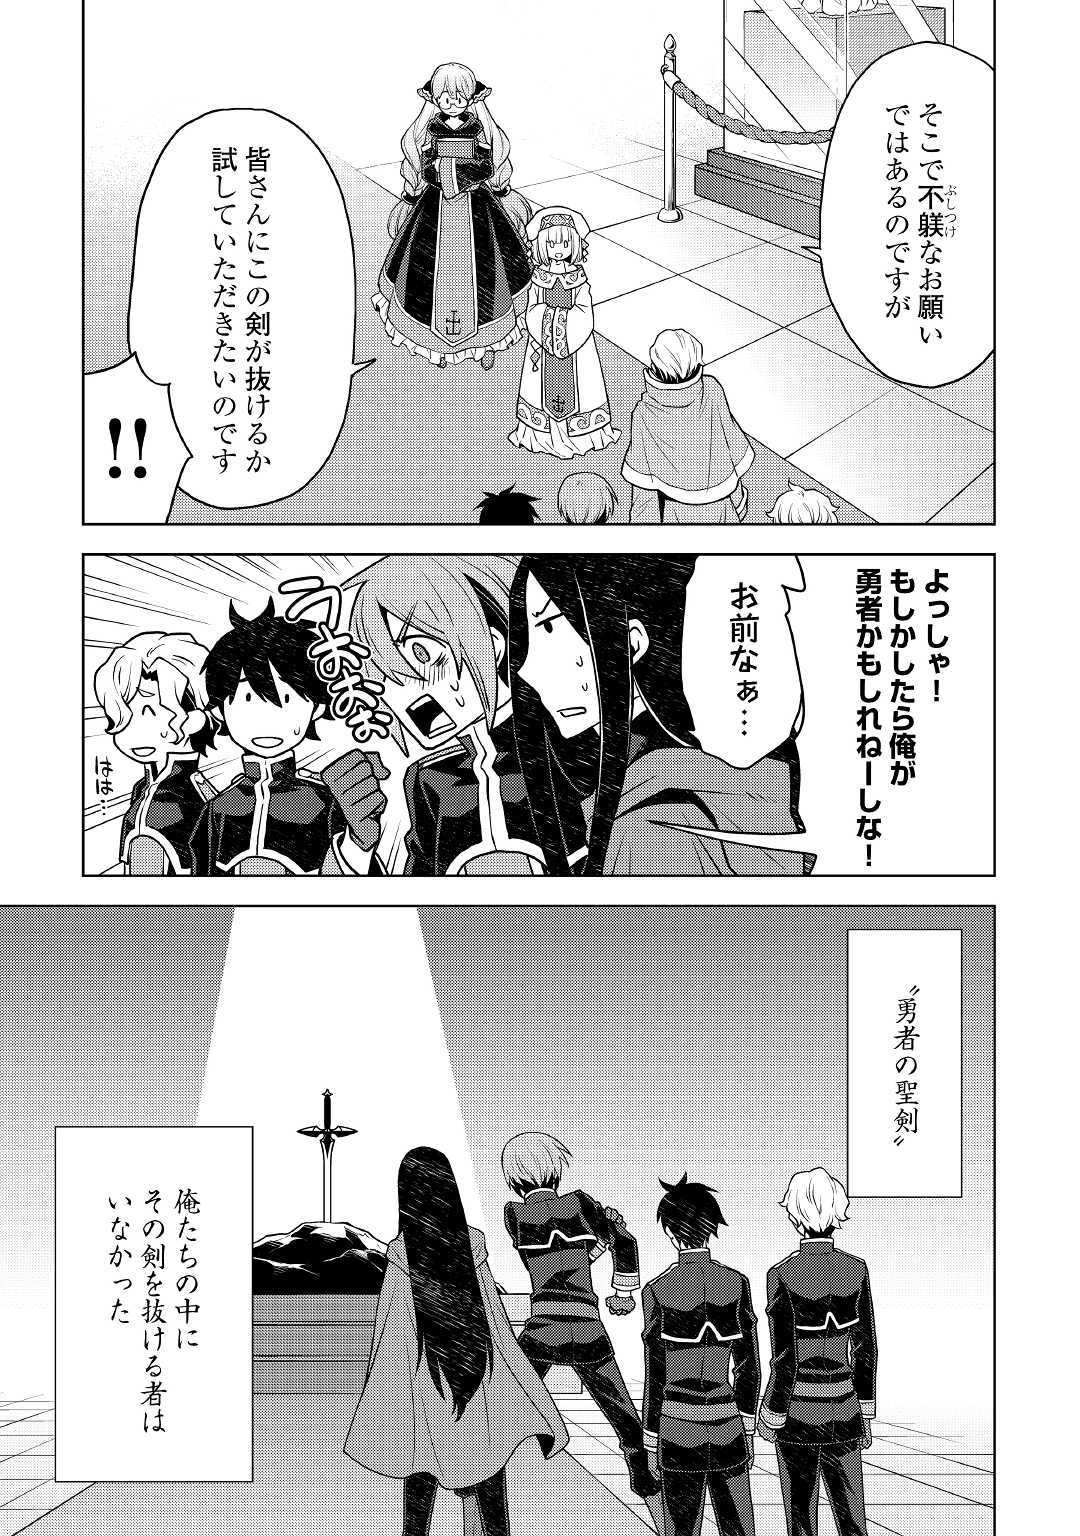 そこで不躾なお願い
ぶしつけ
ではあるのですが
皆さんにこの剣が抜けるか
試していただきたいのです
!!
よっしゃ！
もしかしたら俺が
勇者かもしれねーしな！
お前なぁ…
うおおおぉ
はは…
〝勇者の聖剣〟
俺たちの中に
その剣を抜ける者は
いなかった